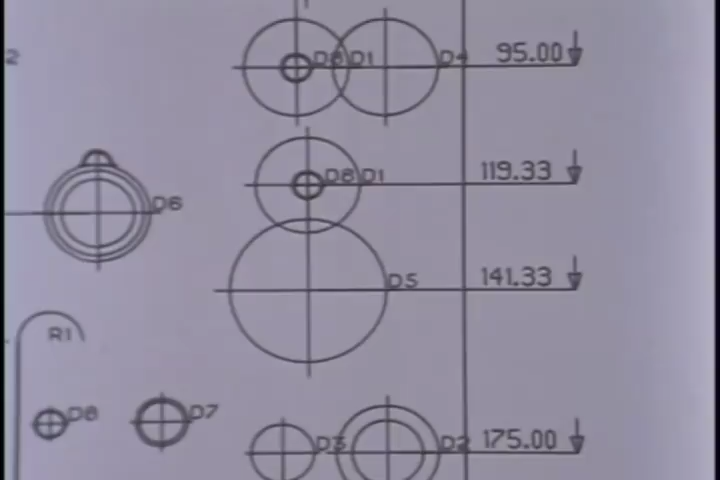 2
D8 D1 D4 95.00
D8 D1 119.33
D6
D5 141.33
R1
D8 D7
D3 D2 175.00